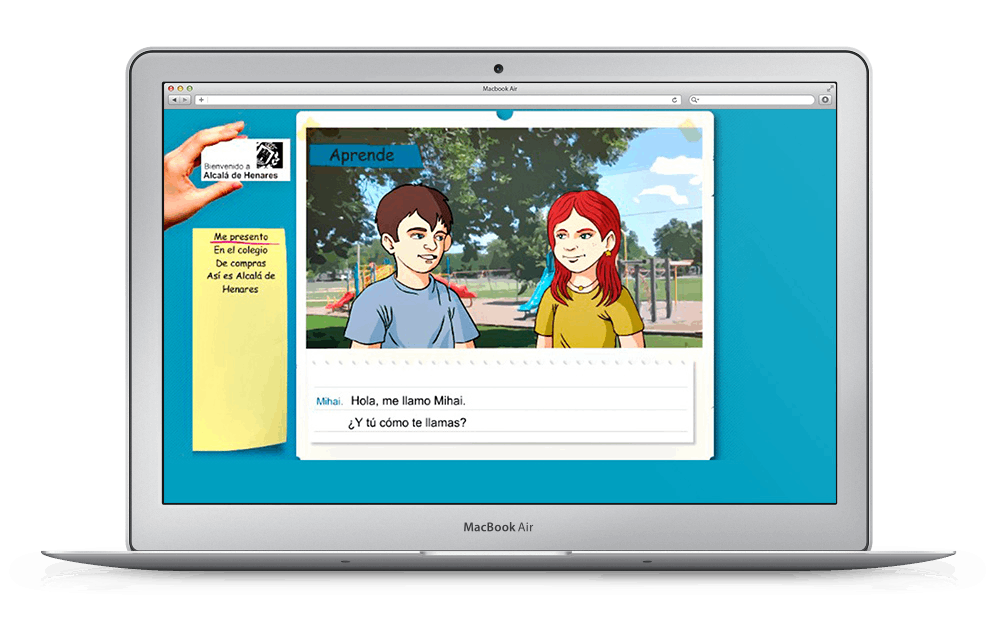 Macbook Air
Bienvenido a
Alcalá de Henares
Me presento
En el colegio
De compras
Así es Alcalá de
Henares
Aprende
Mihai. Hola, me llamo Mihai.
¿Y tú cómo te llamas?
MacBook Air